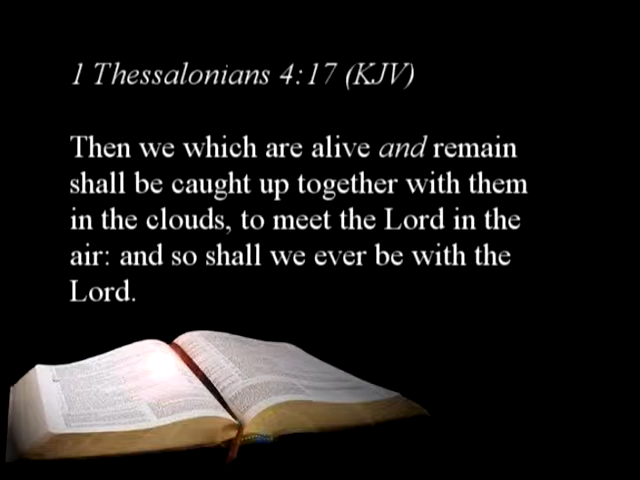 1 Thessalonians 4:17 (KJV)
Then we which are alive and remain
shall be caught up together with them
in the clouds, to meet the Lord in the
air: and so shall we ever be with the
Lord.